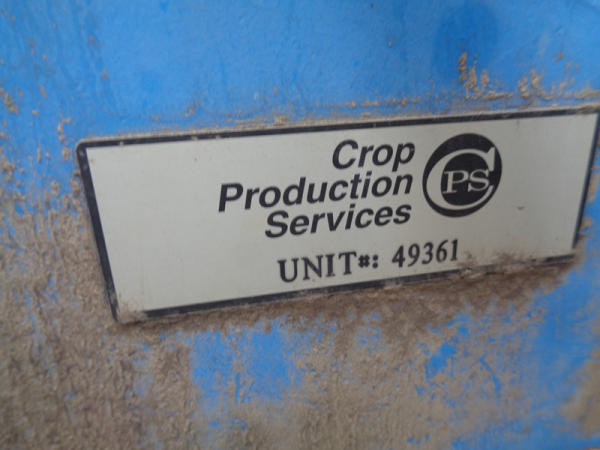 Crop
Production
Services
CPS
UNIT#: 49361